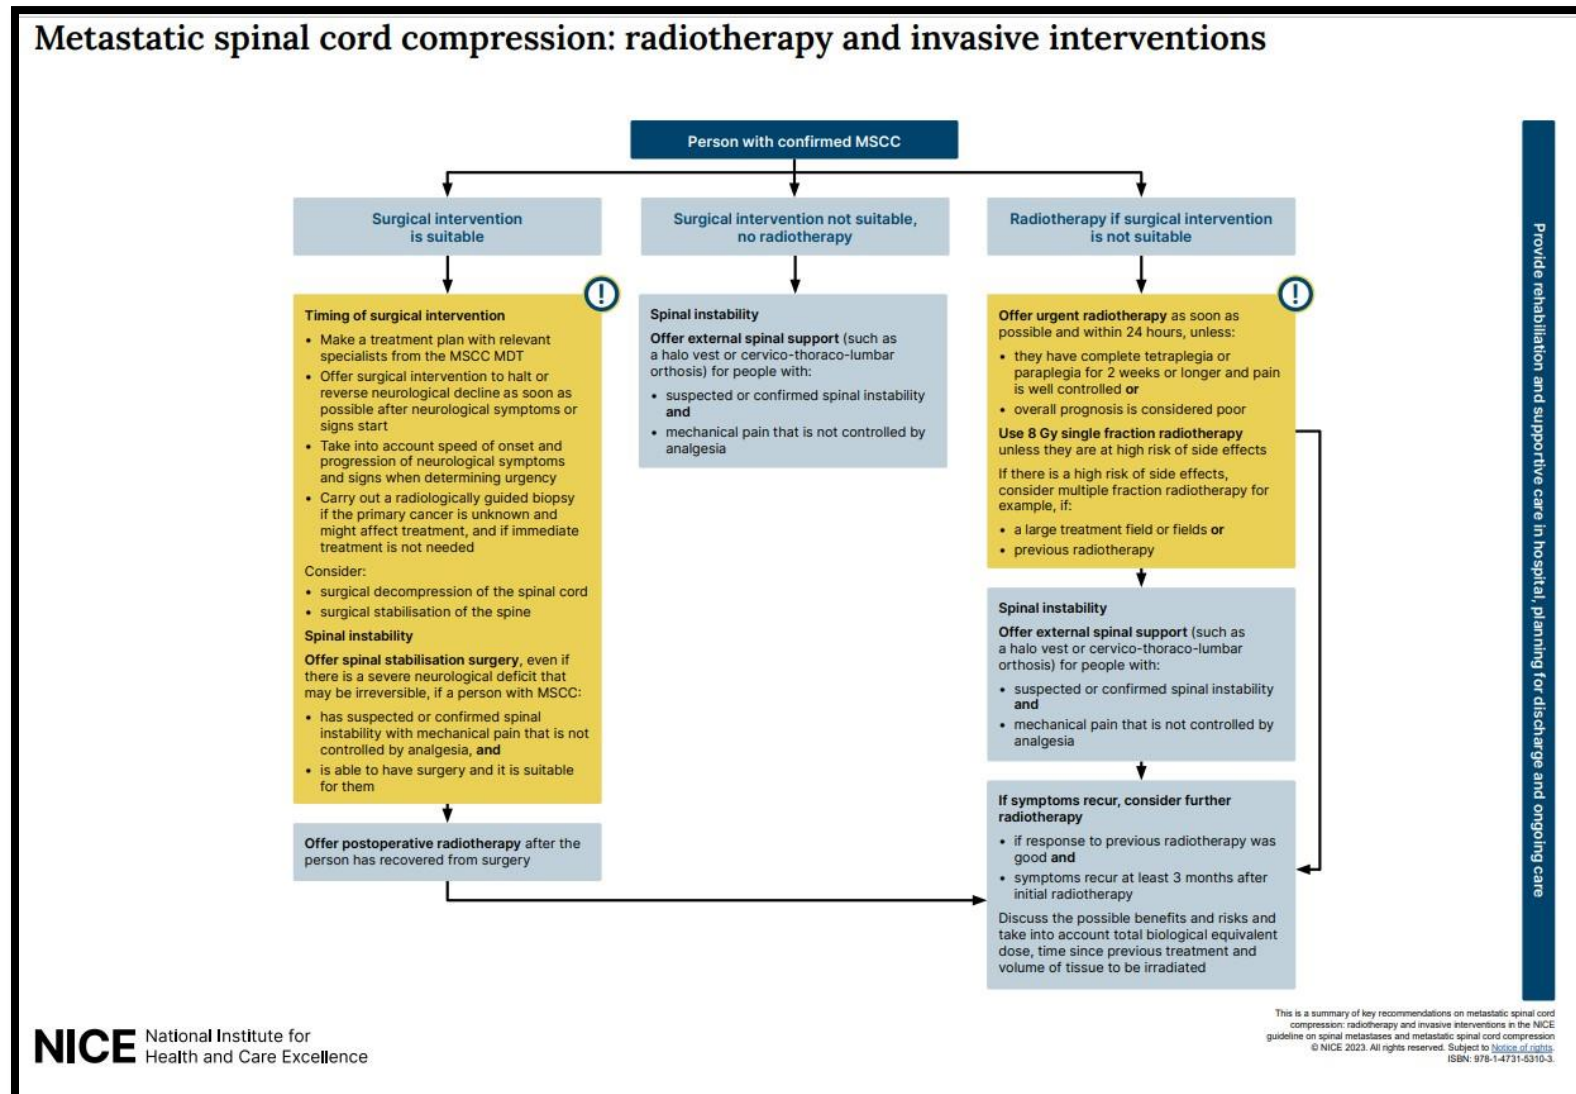 Metastatic spinal cord compression: radiotherapy and invasive interventions
Person with confirmed MSCC
Surgical intervention
is suitable
Timing of surgical intervention
• Make a treatment plan with relevant
specialists from the MSCC MDT
• Offer surgical intervention to halt or
reverse neurological decline as soon as
possible after neurological symptoms or
signs start
• Take into account speed of onset and
progression of neurological symptoms
and signs when determining urgency
• Carry out a radiologically guided biopsy
if the primary cancer is unknown and
might affect treatment, and if immediate
treatment is not needed
Consider:
• surgical decompression of the spinal cord
• surgical stabilisation of the spine
Spinal instability
Offer spinal stabilisation surgery, even if
there is a severe neurological deficit that
may be irreversible, if a person with MSCC:
• has suspected or confirmed spinal
instability with mechanical pain that is not
controlled by analgesia, and
• is able to have surgery and it is suitable
for them
Offer postoperative radiotherapy after the
person has recovered from surgery
Surgical intervention not suitable,
no radiotherapy
Spinal instability
Offer external spinal support (such as
a halo vest or cervico-thoraco-lumbar
orthosis) for people with:
• suspected or confirmed spinal instability
and
• mechanical pain that is not controlled by
analgesia
Radiotherapy if surgical intervention
is not suitable
Offer urgent radiotherapy as soon as
possible and within 24 hours, unless:
• they have complete tetraplegia or
paraplegia for 2 weeks or longer and pain
is well controlled or
• overall prognosis is considered poor
Use 8 Gy single fraction radiotherapy
unless they are at high risk of side effects
If there is a high risk of side effects,
consider multiple fraction radiotherapy for
example, if:
• a large treatment field or fields or
• previous radiotherapy
Spinal instability
Offer external spinal support (such as
a halo vest or cervico-thoraco-lumbar
orthosis) for people with:
• suspected or confirmed spinal instability
and
• mechanical pain that is not controlled by
analgesia
If symptoms recur, consider further
radiotherapy
• if response to previous radiotherapy was
good and
• symptoms recur at least 3 months after
initial radiotherapy
Discuss the possible benefits and risks and
take into account total biological equivalent
dose, time since previous treatment and
volume of tissue to be irradiated
Provide rehabiliation and supportive care in hospital, planning for discharge and ongoing care
NICE National Institute for
Health and Care Excellence
This is a summary of key recommendations on metastatic spinal cord
compression: radiotherapy and invasive interventions in the NICE
guideline on spinal metastases and metastatic spinal cord compression
© NICE 2023. All rights reserved. Subject to Notice of rights.
ISBN: 978-1-4731-5310-3.